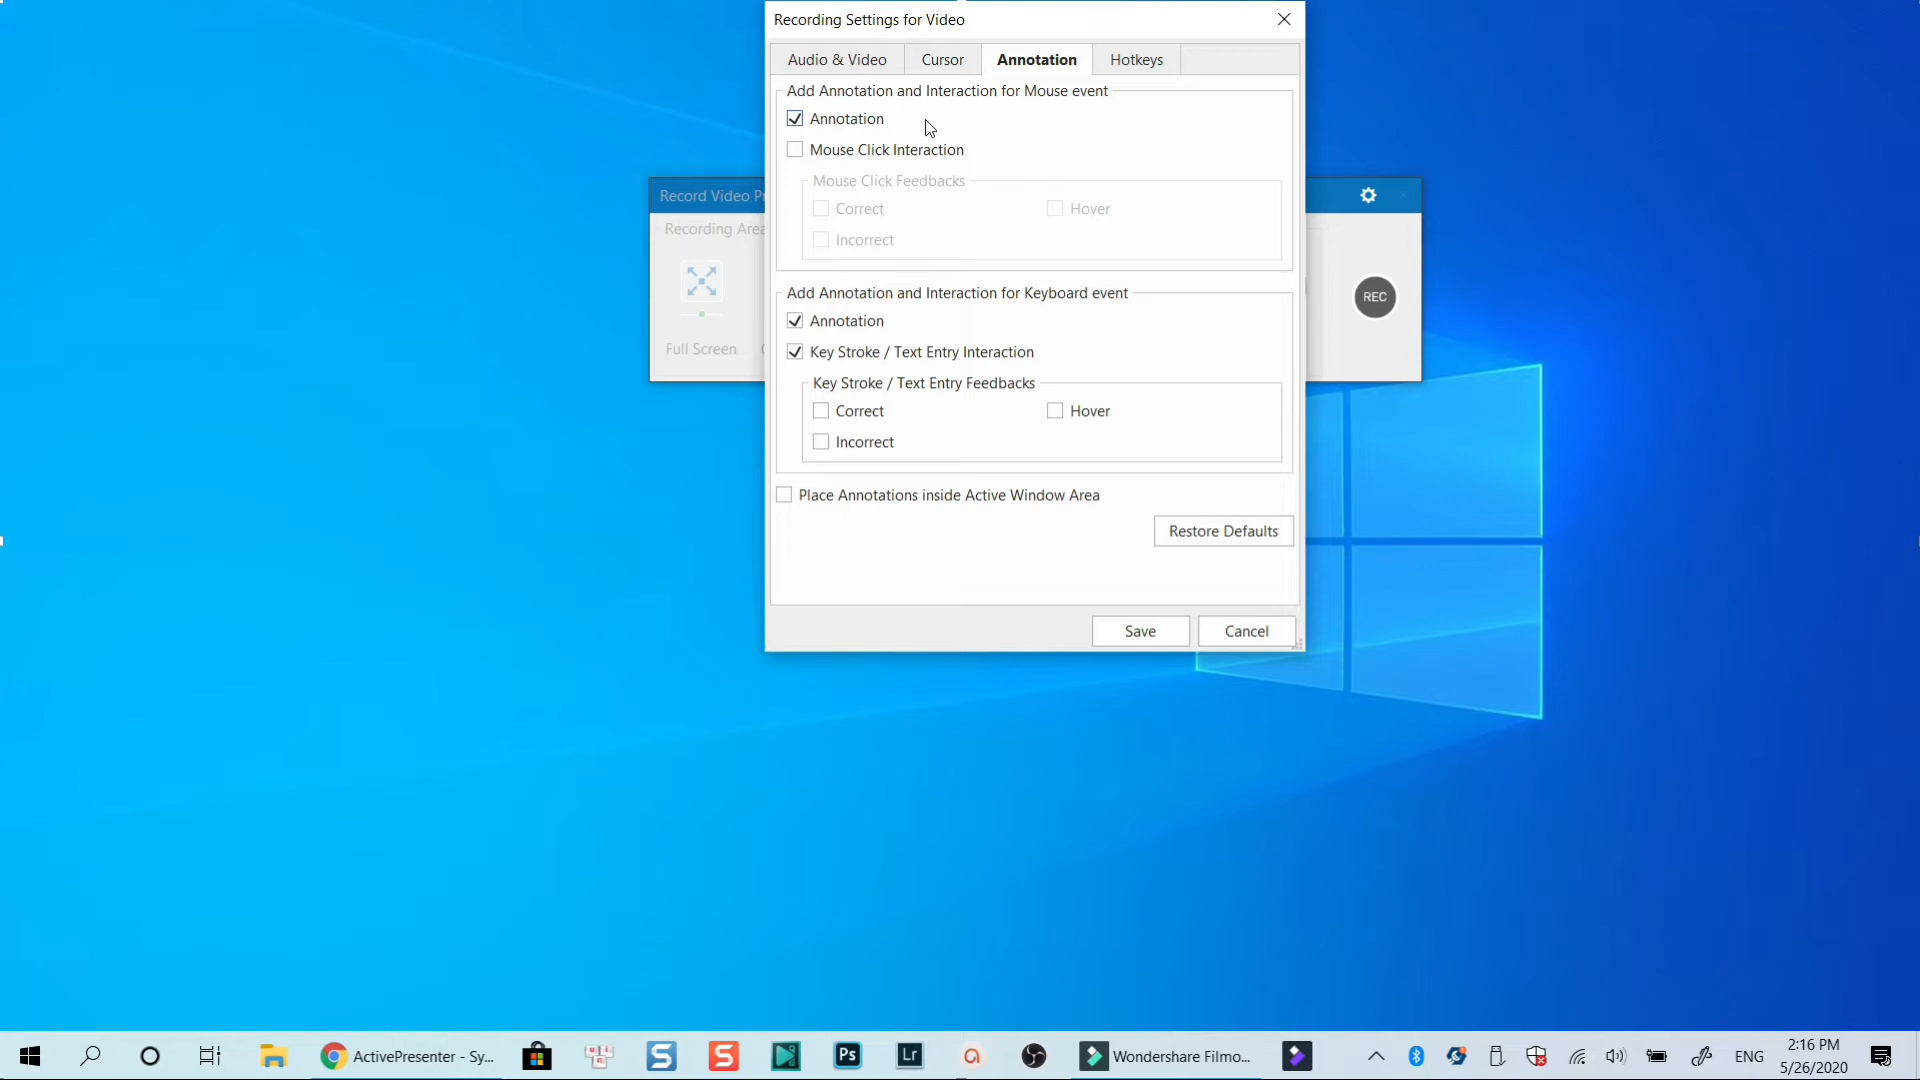 Recording Settings for Video
Audio & Video Cursor Annotation Hotkeys
Add Annotation and Interaction for Mouse event
Annotation
Mouse Click Interaction
Mouse Click Feedbacks
Correct Hover
Incorrect
Add Annotation and Interaction for Keyboard event
Annotation
Key Stroke / Text Entry Interaction
Key Stroke / Text Entry Feedbacks
Correct Hover
Incorrect
Place Annotations inside Active Window Area
Restore Defaults
Save Cancel
Record Video
Recording Area
Full Screen
REC
ActivePresenter - Sy...
Ps
Lr
Wondershare Filmo...
ENG
2:16 PM
5/26/2020